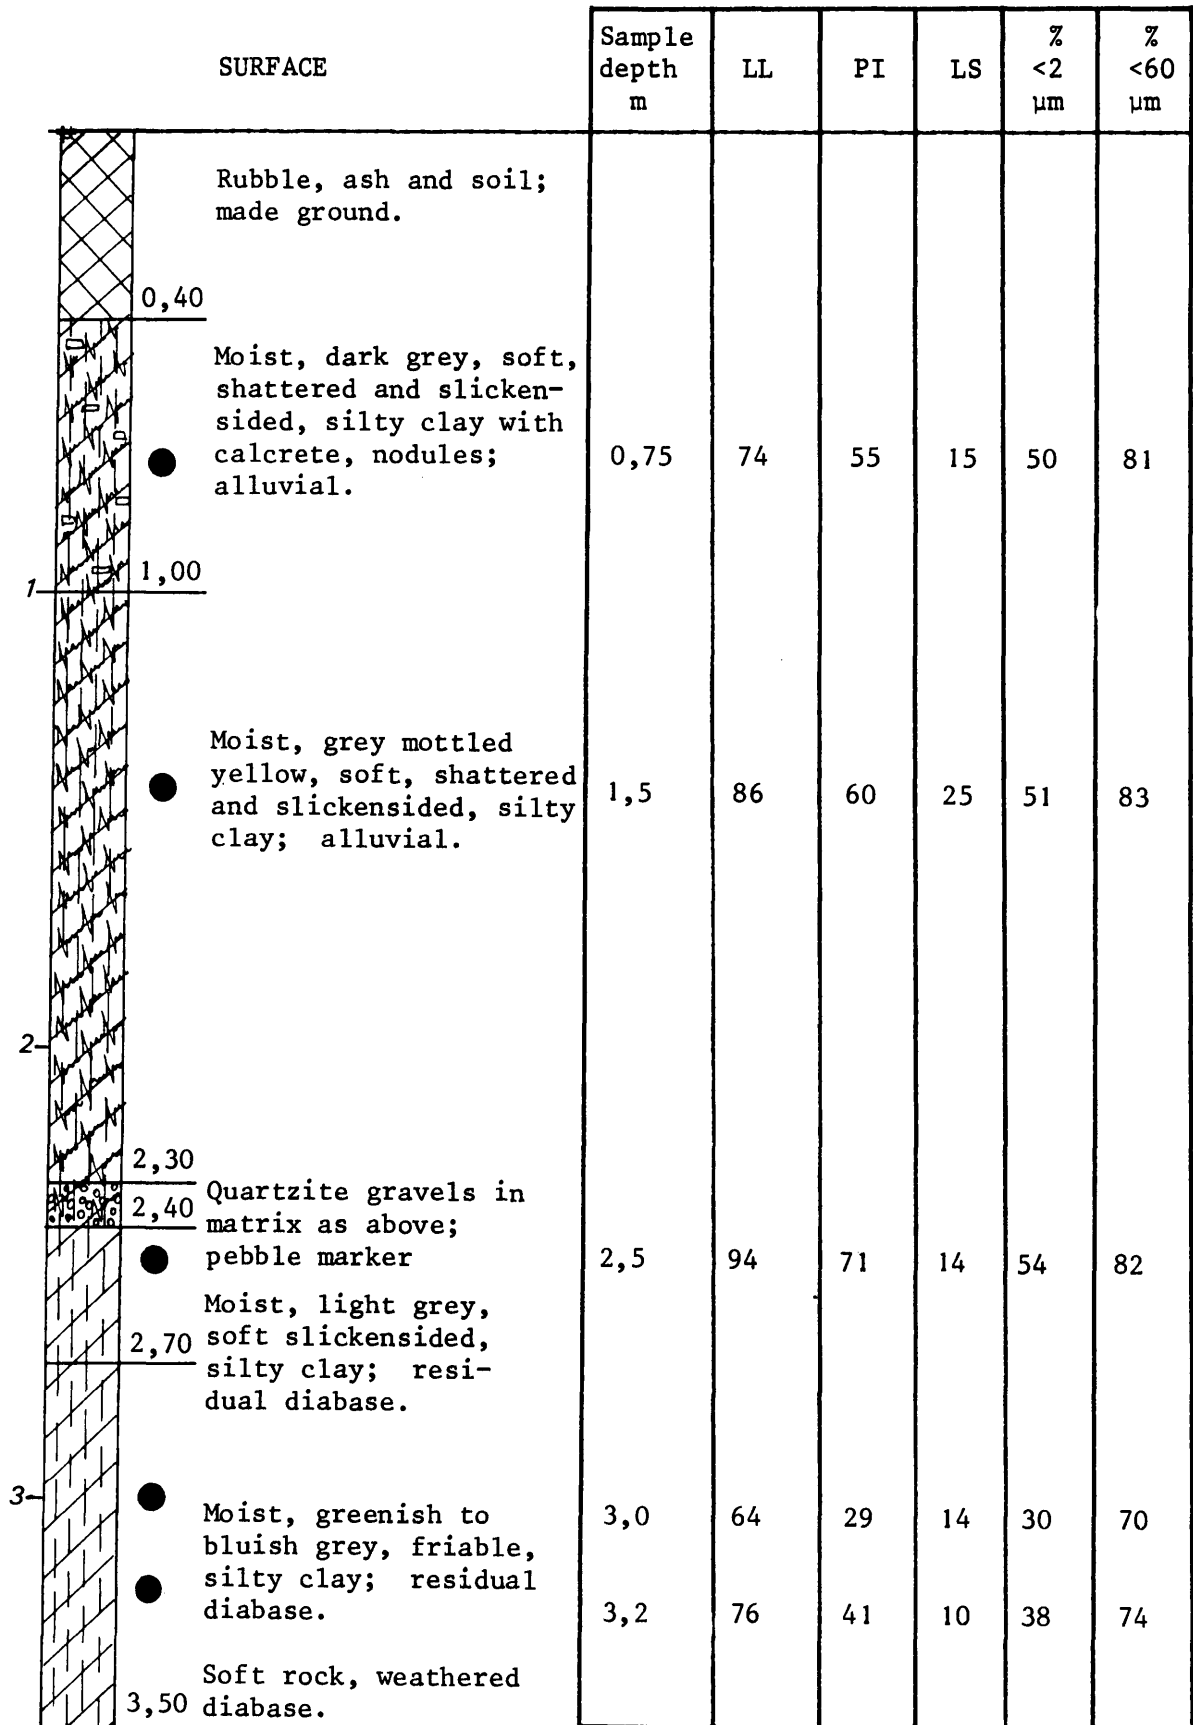 SURFACE
Sample depth m
LL
PI
LS
% <2 µm
% <60 µm
Rubble, ash and soil;
made ground.
0,40
Moist, dark grey, soft,
shattered and slicken-
sided, silty clay with
calcrete, nodules;
alluvial.
0,75 74 55 15 50 81
1,00
1
Moist, grey mottled
yellow, soft, shattered
and slickensided, silty
clay; alluvial.
1,5 86 60 25 51 83
2
2,30
Quartzite gravels in
2,40
matrix as above;
pebble marker
2,5 94 71 14 54 82
Moist, light grey,
soft slickensided,
2,70
silty clay; resi-
dual diabase.
3
Moist, greenish to
bluish grey, friable,
silty clay; residual
diabase.
3,0 64 29 14 30 70
3,2 76 41 10 38 74
Soft rock, weathered
3,50 diabase.